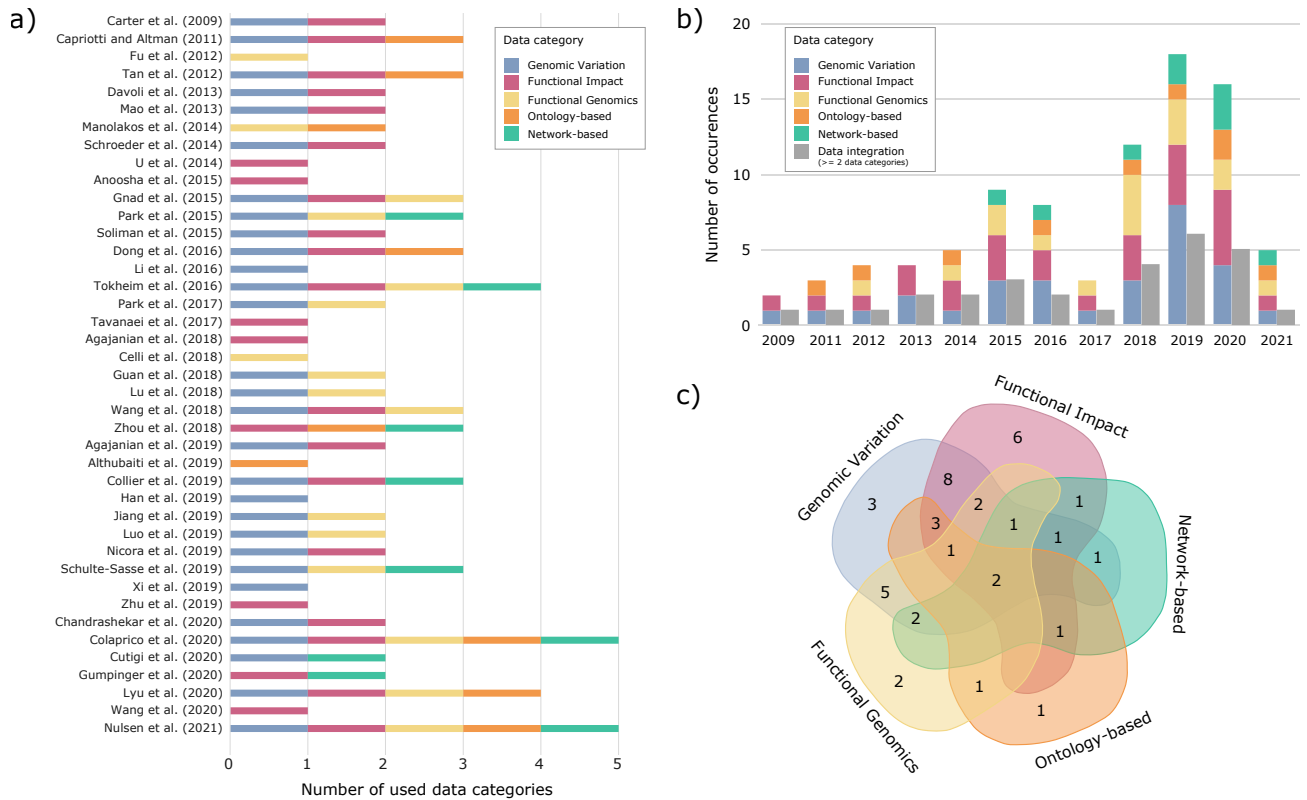 a)
Carter et al. (2009)
Capriotti and Altman (2011)
Fu et al. (2012)
Tan et al. (2012)
Davoli et al. (2013)
Mao et al. (2013)
Manolakos et al. (2014)
Schroeder et al. (2014)
U et al. (2014)
Anoosha et al. (2015)
Gnad et al. (2015)
Park et al. (2015)
Soliman et al. (2015)
Dong et al. (2016)
Li et al. (2016)
Tokheim et al. (2016)
Park et al. (2017)
Tavanaei et al. (2017)
Agajanian et al. (2018)
Celli et al. (2018)
Guan et al. (2018)
Lu et al. (2018)
Wang et al. (2018)
Zhou et al. (2018)
Agajanian et al. (2019)
Althubaiti et al. (2019)
Collier et al. (2019)
Han et al. (2019)
Jiang et al. (2019)
Luo et al. (2019)
Nicora et al. (2019)
Schulte-Sasse et al. (2019)
Xi et al. (2019)
Zhu et al. (2019)
Chandrashekar et al. (2020)
Colaprico et al. (2020)
Cutigi et al. (2020)
Gumpinger et al. (2020)
Lyu et al. (2020)
Wang et al. (2020)
Nulsen et al. (2021)
0 1 2 3 4 5
Number of used data categories
Data category
Genomic Variation
Functional Impact
Functional Genomics
Ontology-based
Network-based
b)
Number of occurences
20
15
10
5
0
Data category
Genomic Variation
Functional Impact
Functional Genomics
Ontology-based
Network-based
Data integration
(>= 2 data categories)
2009 2011 2012 2013 2014 2015 2016 2017 2018 2019 2020 2021
c)
Functional Impact
Genomic Variation
Network-based
Functional Genomics
Ontology-based
6
8
3
2
1
1
3
1
1
1
2
5
2
1
2
1
1